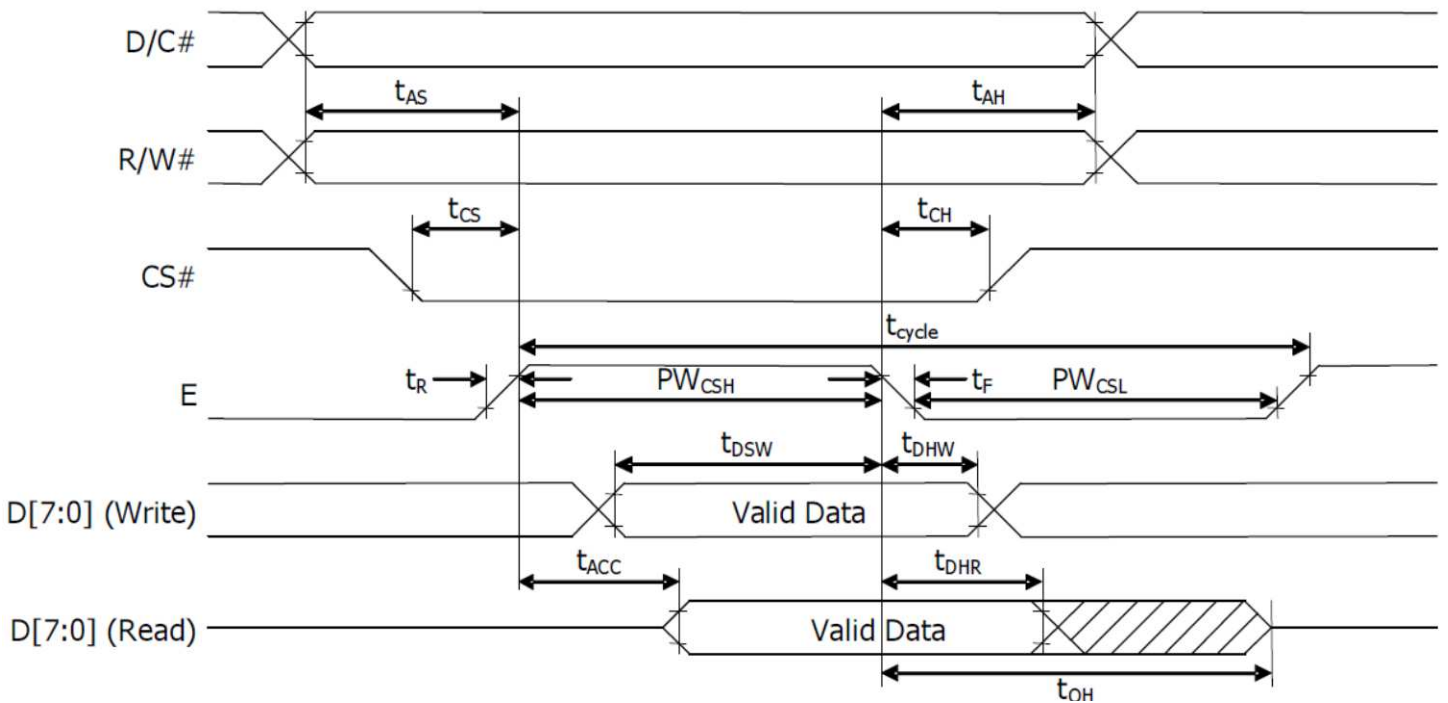 D/C#
tAS tAH
R/W#
tCS tCH
CS#
tcycle
tR PWCSH tF PWCSL
E
tDSW tDHW
D[7:0] (Write) Valid Data
tACC tDHR
D[7:0] (Read) Valid Data
tOH